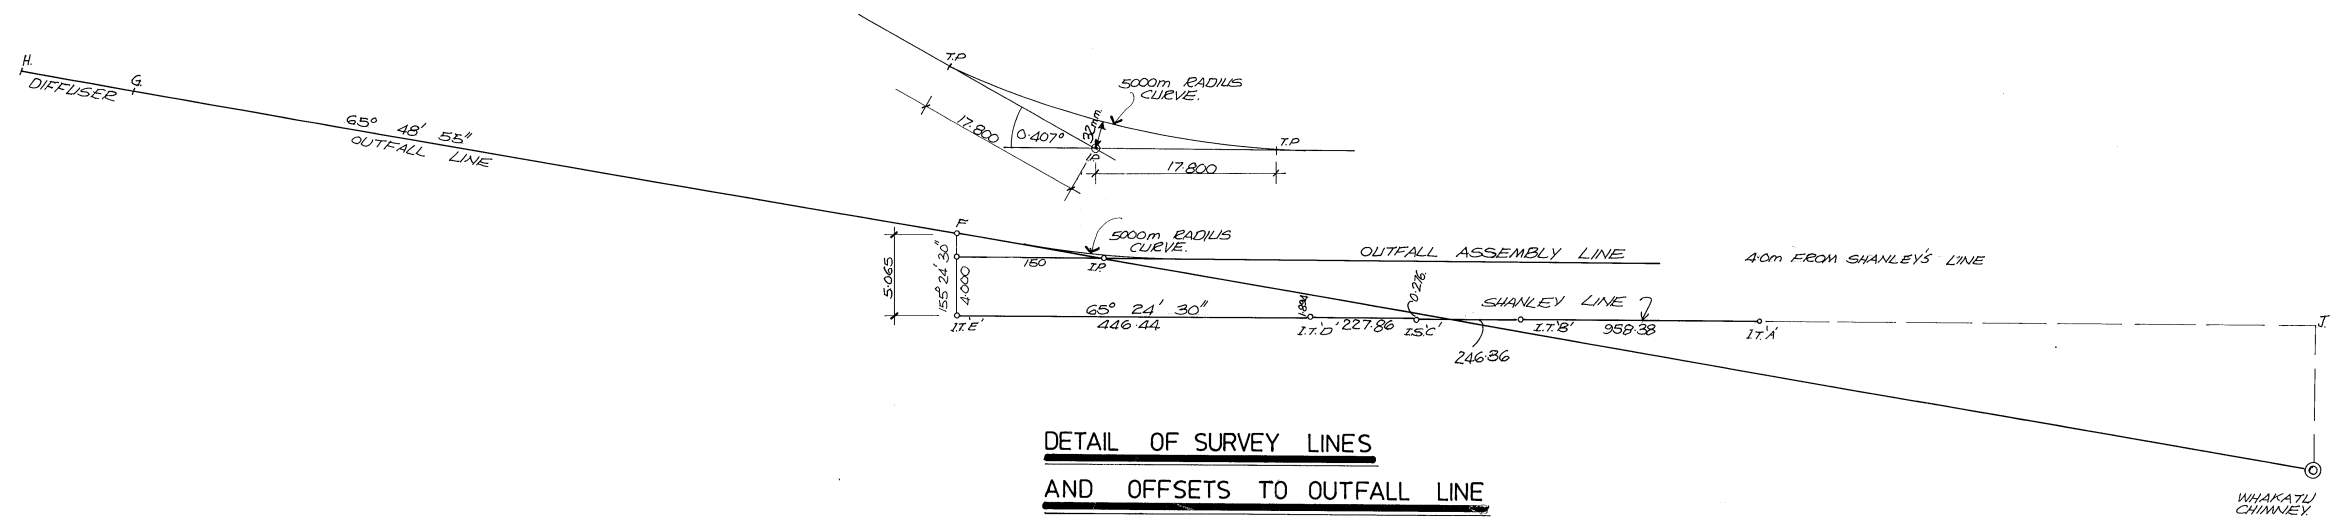 H.
G.
DIFFUSER
65° 48' 55"
OUTFALL LINE
T.P
5000m RADIUS
CURVE.
17.800
0.407°
32mm.
I.P.
T.P
17.800
F
5.065
155° 24' 30"
4.000
150
I.P.
5000m RADIUS
CURVE.
OUTFALL ASSEMBLY LINE
4.0m FROM SHANLEY'S LINE
I.T.'E'
65° 24' 30"
446.44
1.894
I.T.'D'
227.86
0.276.
I.S.'C'
SHANLEY LINE
I.T.'B'
958.38
I.T.'A'
J.
246.36
DETAIL OF SURVEY LINES
AND OFFSETS TO OUTFALL LINE
WHAKATU
CHIMNEY.